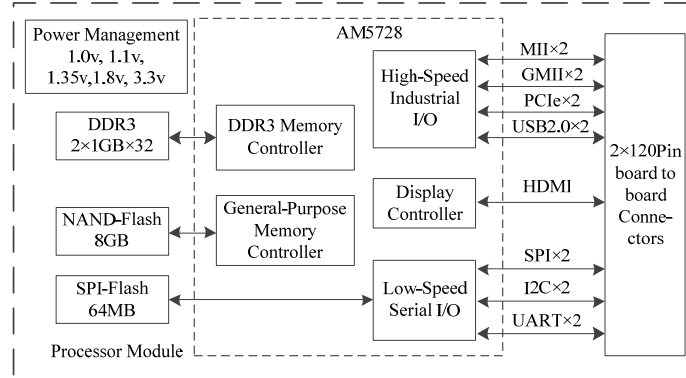 Power Management
1.0v, 1.1v,
1.35v,1.8v, 3.3v
AM5728
DDR3
2×1GB×32
DDR3 Memory
Controller
NAND-Flash
8GB
General-Purpose
Memory
Controller
SPI-Flash
64MB
High-Speed
Industrial
I/O
Display
Controller
Low-Speed
Serial I/O
MII×2
GMII×2
PCIe×2
USB2.0×2
HDMI
SPI×2
I2C×2
UART×2
2×120Pin
board to
board
Conne-
ctors
Processor Module